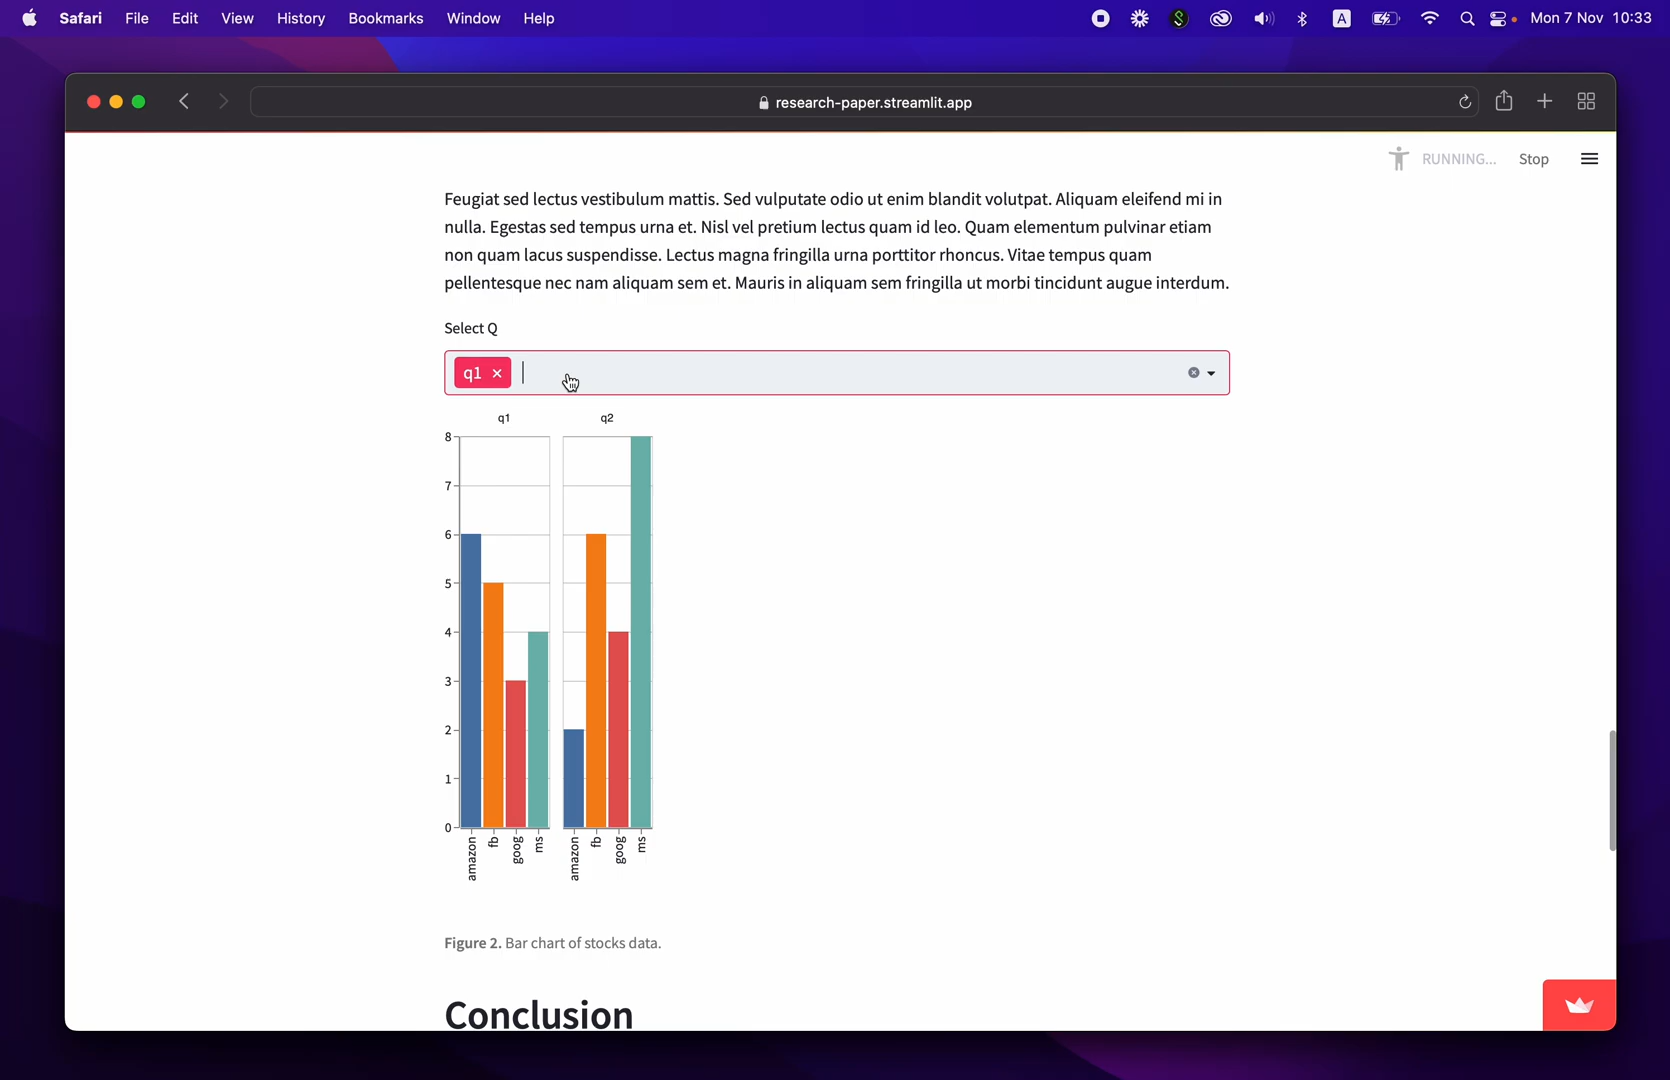 Safari File Edit View History Bookmarks Window Help A Mon 7 Nov 10:33
research-paper.streamlit.app
RUNNING... Stop
Feugiat sed lectus vestibulum mattis. Sed vulputate odio ut enim blandit volutpat. Aliquam eleifend mi in
nulla. Egestas sed tempus urna et. Nisl vel pretium lectus quam id leo. Quam elementum pulvinar etiam
non quam lacus suspendisse. Lectus magna fringilla urna porttitor rhoncus. Vitae tempus quam
pellentesque nec nam aliquam sem et. Mauris in aliquam sem fringilla ut morbi tincidunt augue interdum.
Select Q
q1
q1 q2
8
7
6
5
4
3
2
1
0
amazon fb goog ms amazon fb goog ms
Figure 2. Bar chart of stocks data.
Conclusion